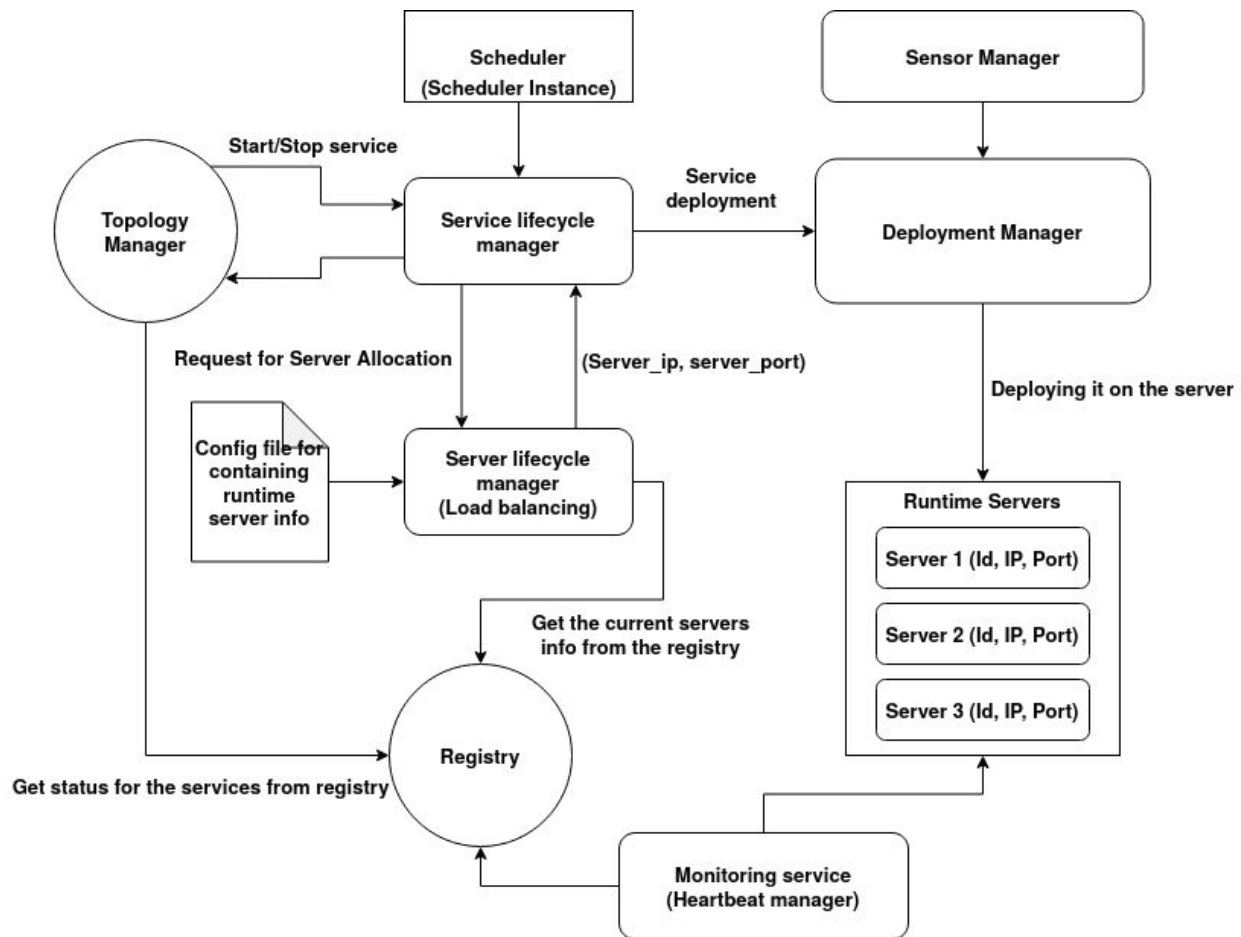 Scheduler
(Scheduler Instance)
Sensor Manager
Start/Stop service
Topology
Manager
Service lifecycle
manager
Service
deployment
Deployment Manager
Request for Server Allocation
(Server_ip, server_port)
Deploying it on the server
Config file for
containing
runtime
server info
Server lifecycle
manager
(Load balancing)
Runtime Servers
Server 1 (Id, IP, Port)
Server 2 (Id, IP, Port)
Server 3 (Id, IP, Port)
Get the current servers
info from the registry
Registry
Get status for the services from registry
Monitoring service
(Heartbeat manager)